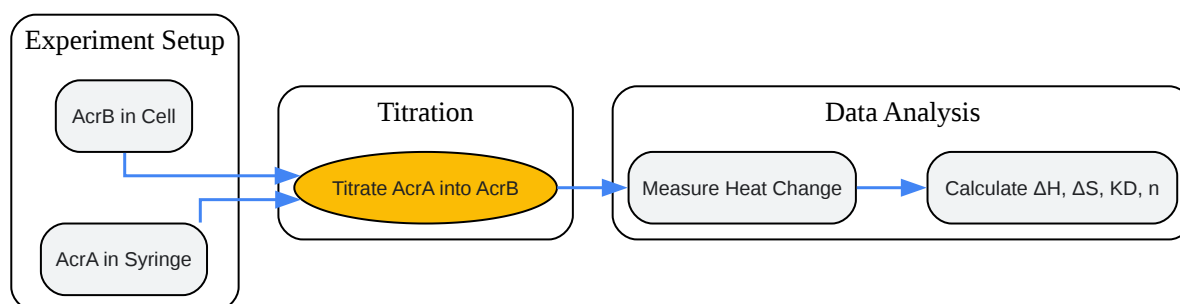 Experiment Setup
AcrB in Cell
AcrA in Syringe
Titration
Titrate AcrA into AcrB
Data Analysis
Measure Heat Change
Calculate ΔH, ΔS, KD, n